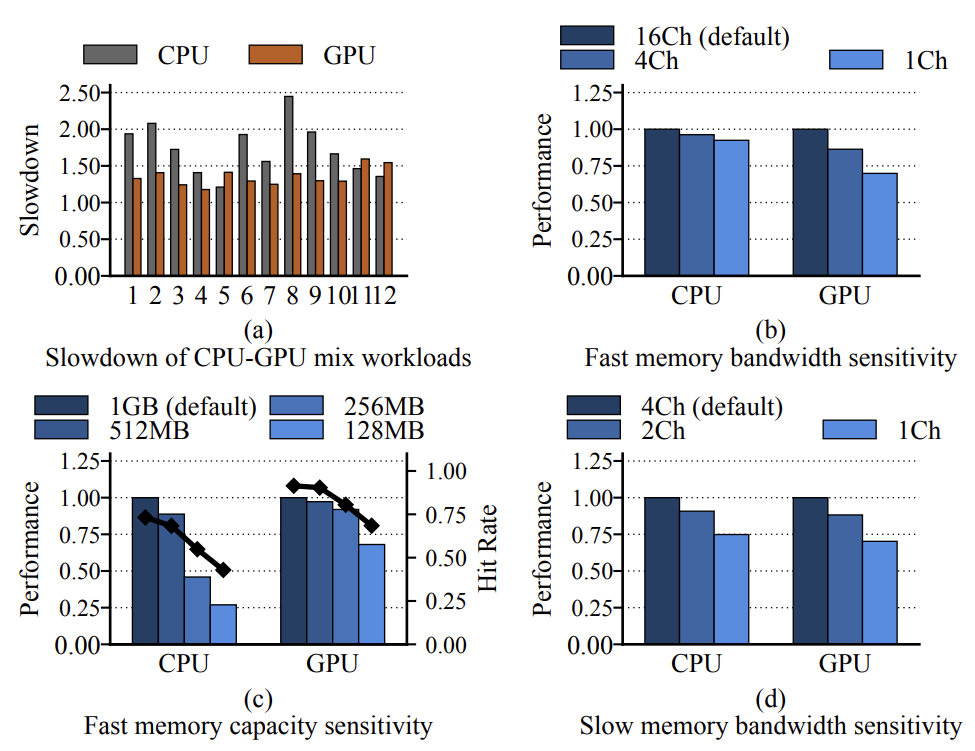 CPU GPU
2.50
2.00
1.50
1.00
0.50
0.00
Slowdown
1 2 3 4 5 6 7 8 9 10 11 12
(a)
Slowdown of CPU-GPU mix workloads
16Ch (default)
4Ch 1Ch
1.25
1.00
0.75
0.50
0.25
0.00
Performance
CPU GPU
(b)
Fast memory bandwidth sensitivity
1GB (default) 256MB
512MB 128MB
1.25
1.00
0.75
0.50
0.25
0.00
Performance
1.00
0.75
0.50
0.25
0.00
Hit Rate
CPU GPU
(c)
Fast memory capacity sensitivity
4Ch (default)
2Ch 1Ch
1.25
1.00
0.75
0.50
0.25
0.00
Performance
CPU GPU
(d)
Slow memory bandwidth sensitivity